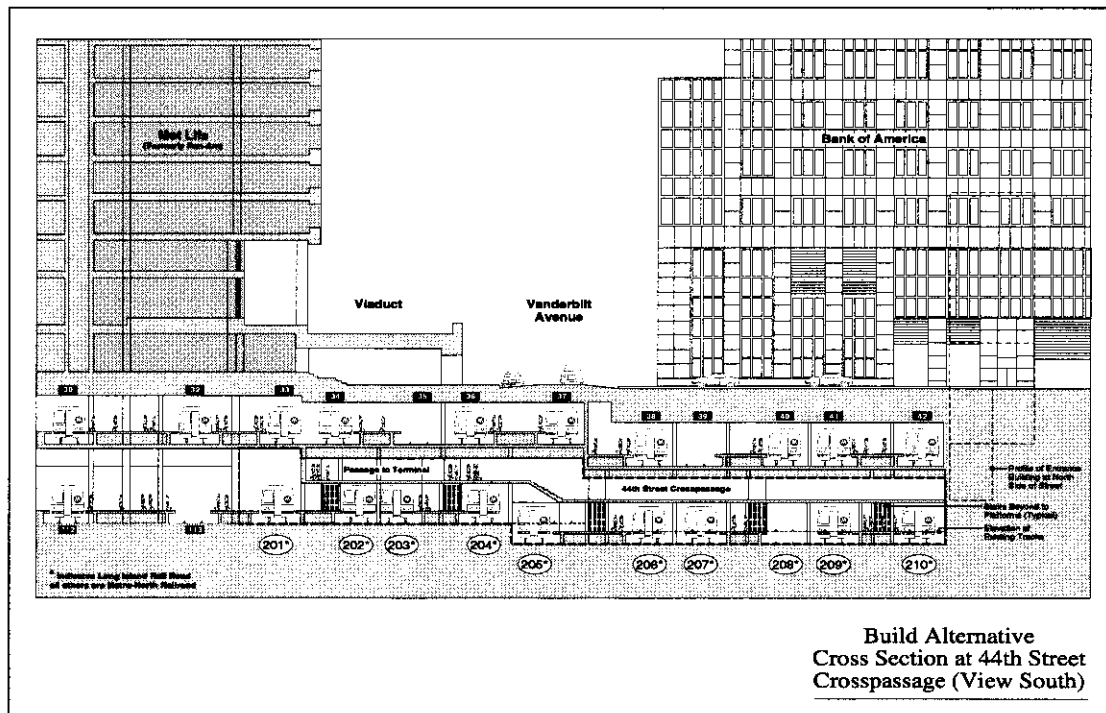 Met Life
(Formerly Pan-Am)
Bank of America
Viaduct
Vanderbilt
Avenue
30
32
33
34
35
36
37
38
39
40
41
42
Passage to Terminal
44th Street Crosspassage
Profile of Entrance
Building at North
Side of Street
Stairs Beyond to
Platforms (Typical)
Elevation of
Existing Tracks
112
113
201*
202*
203*
204*
205*
206*
207*
208*
209*
210*
* Indicates Long Island Rail Road
all others are Metro-North Railroad
Build Alternative
Cross Section at 44th Street
Crosspassage (View South)